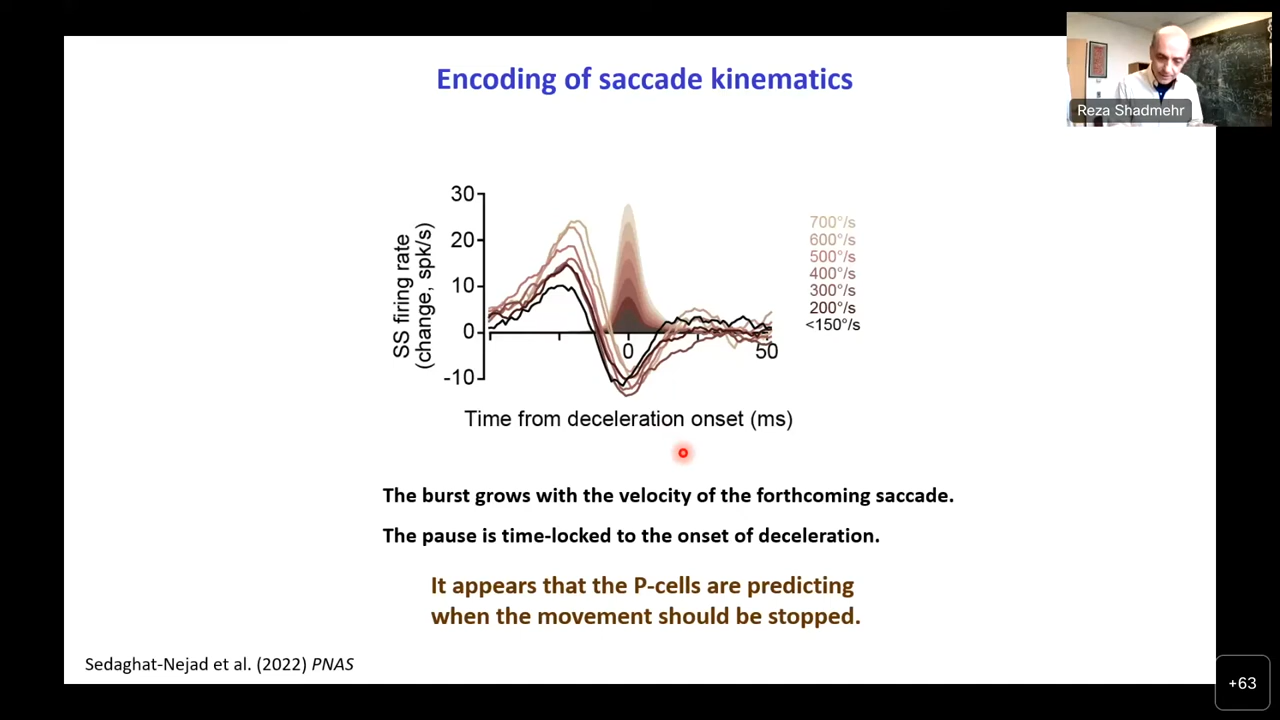 Encoding of saccade kinematics
Reza Shadmehr
SS firing rate
(change, spk/s)
30
20
10
0
-10
0
50
Time from deceleration onset (ms)
700°/s
600°/s
500°/s
400°/s
300°/s
200°/s
<150°/s
The burst grows with the velocity of the forthcoming saccade.
The pause is time-locked to the onset of deceleration.
It appears that the P-cells are predicting
when the movement should be stopped.
Sedaghat-Nejad et al. (2022) PNAS
+63